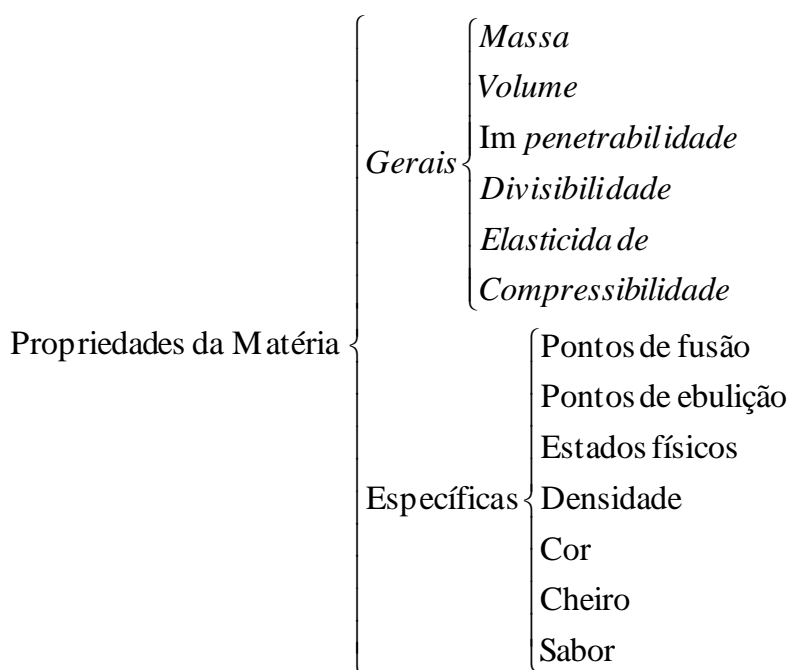 Propriedades da Matéria
Gerais
Massa
Volume
Im penetrabilidade
Divisibilidade
Elasticida de
Compressibilidade
Específicas
Pontos de fusão
Pontos de ebulição
Estados físicos
Densidade
Cor
Cheiro
Sabor